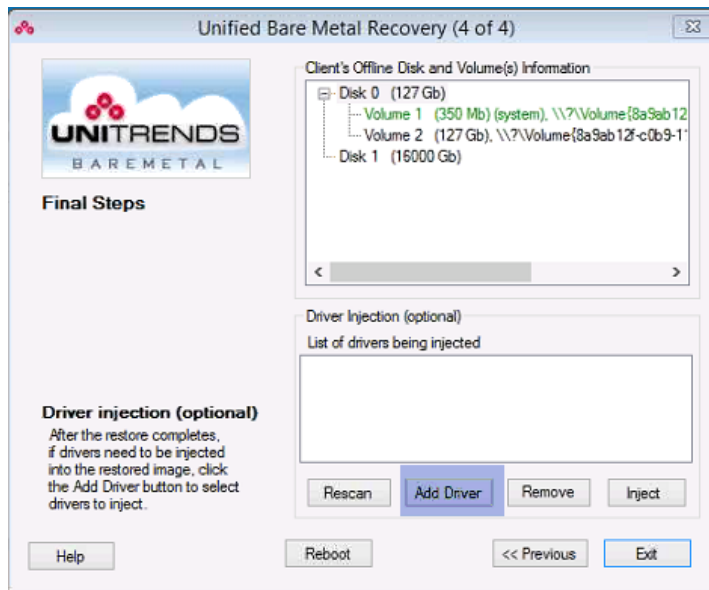 Unified Bare Metal Recovery (4 of 4)
UNITRENDS
BAREMETAL
Final Steps
Client's Offline Disk and Volume(s) Information
Disk 0 (127 Gb)
Volume 1 (350 Mb) (system), \\?\Volume{8a9ab12
Volume 2 (127 Gb), \\?\Volume{8a9ab12f-c0b9-1
Disk 1 (16000 Gb)
Driver Injection (optional)
List of drivers being injected
Driver injection (optional)
After the restore completes,
if drivers need to be injected
into the restored image, click
the Add Driver button to select
drivers to inject.
Rescan Add Driver Remove Inject
Help Reboot << Previous Exit